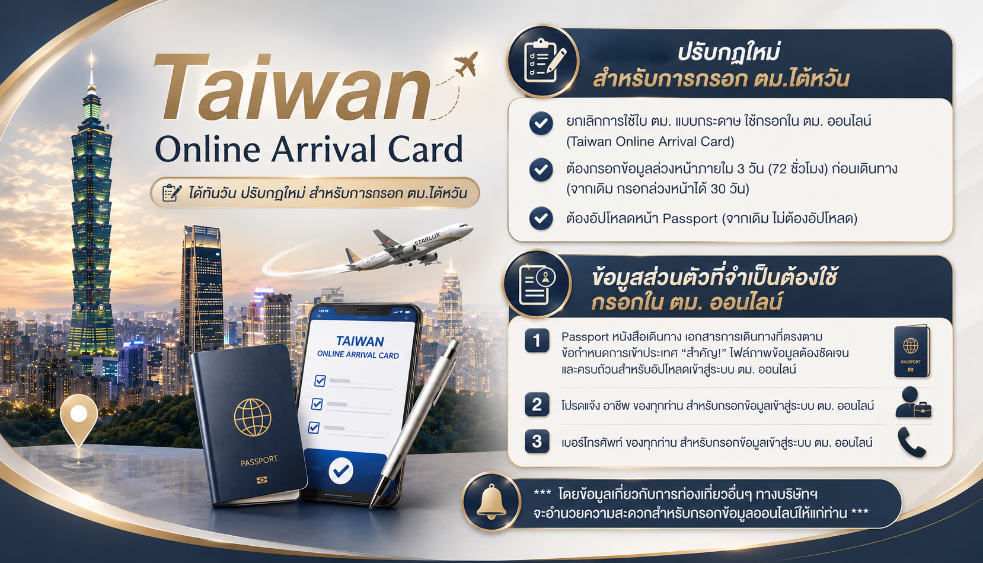 Taiwan
Online Arrival Card
ได้ทันวัน ปรับกฎใหม่ สำหรับการกรอก ตม.ไต้หวัน
STARLUX
TAIWAN
ONLINE ARRIVAL CARD
PASSPORT
ปรับกฎใหม่
สำหรับการกรอก ตม.ไต้หวัน
ยกเลิกการใช้ใบ ตม. แบบกระดาษ ใช้กรอกใน ตม. ออนไลน์
(Taiwan Online Arrival Card)
ต้องกรอกข้อมูลล่วงหน้าภายใน 3 วัน (72 ชั่วโมง) ก่อนเดินทาง
(จากเดิม กรอกล่วงหน้าได้ 30 วัน)
ต้องอัปโหลดหน้า Passport (จากเดิม ไม่ต้องอัปโหลด)
ข้อมูลส่วนตัวที่จำเป็นต้องใช้
กรอกใน ตม. ออนไลน์
1
Passport หนังสือเดินทาง เอกสารการเดินทางที่ตรงตาม
ข้อกำหนดการเข้าประเทศ “สำคัญ!” ไฟล์ภาพข้อมูลต้องชัดเจน
และครบถ้วนสำหรับอัปโหลดเข้าสู่ระบบ ตม. ออนไลน์
PASSPORT
2
โปรดแจ้ง อาชีพ ของทุกท่าน สำหรับกรอกข้อมูลเข้าสู่ระบบ ตม. ออนไลน์
3
เบอร์โทรศัพท์ ของทุกท่าน สำหรับกรอกข้อมูลเข้าสู่ระบบ ตม. ออนไลน์
*** โดยข้อมูลเกี่ยวกับการท่องเที่ยวอื่นๆ ทางบริษัทฯ
จะอำนวยความสะดวกสำหรับกรอกข้อมูลออนไลน์ให้แก่ท่าน ***